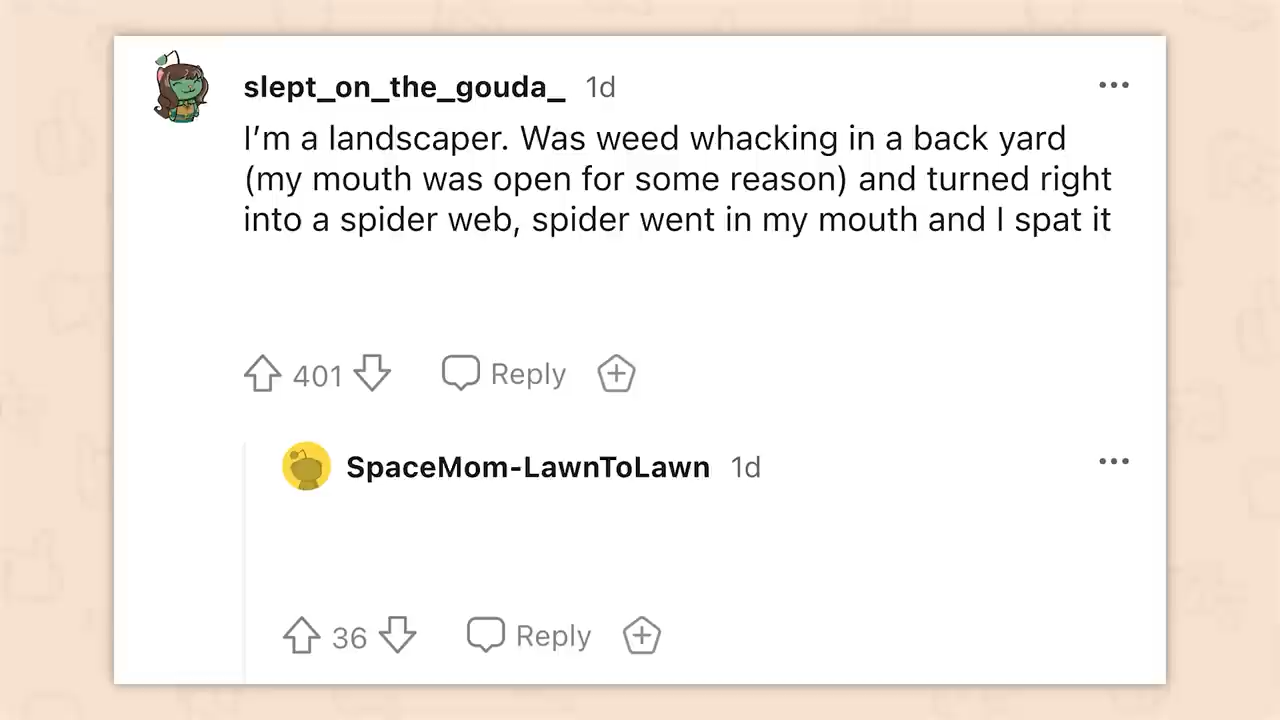 slept_on_the_gouda_ 1d
I'm a landscaper. Was weed whacking in a back yard
(my mouth was open for some reason) and turned right
into a spider web, spider went in my mouth and I spat it
401 Reply
SpaceMom-LawnToLawn 1d
36 Reply